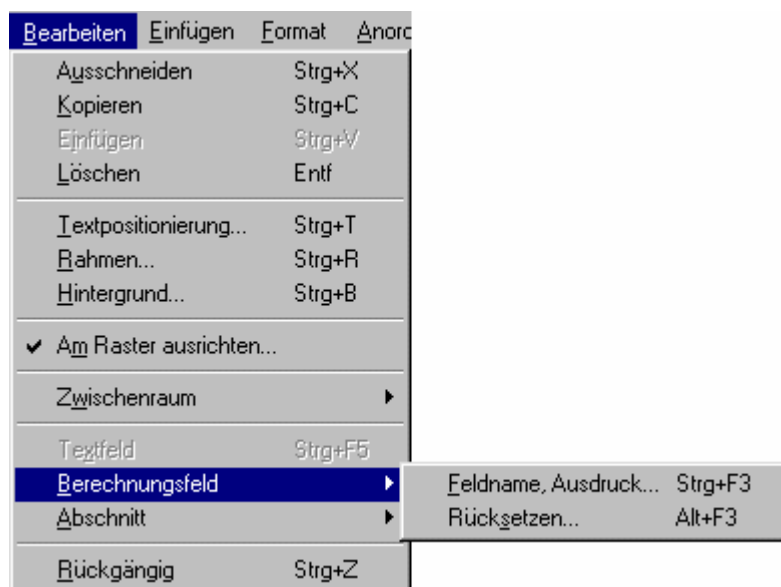 Bearbeiten Einfügen Format Anord
Ausschneiden Strg+X
Kopieren Strg+C
Einfügen Strg+V
Löschen Entf
Textpositionierung... Strg+T
Rahmen... Strg+R
Hintergrund... Strg+B
Am Raster ausrichten...
Zwischenraum
Textfeld Strg+F5
Berechnungsfeld
Feldname, Ausdruck... Strg+F3
Abschnitt
Rücksetzen... Alt+F3
Rückgängig Strg+Z